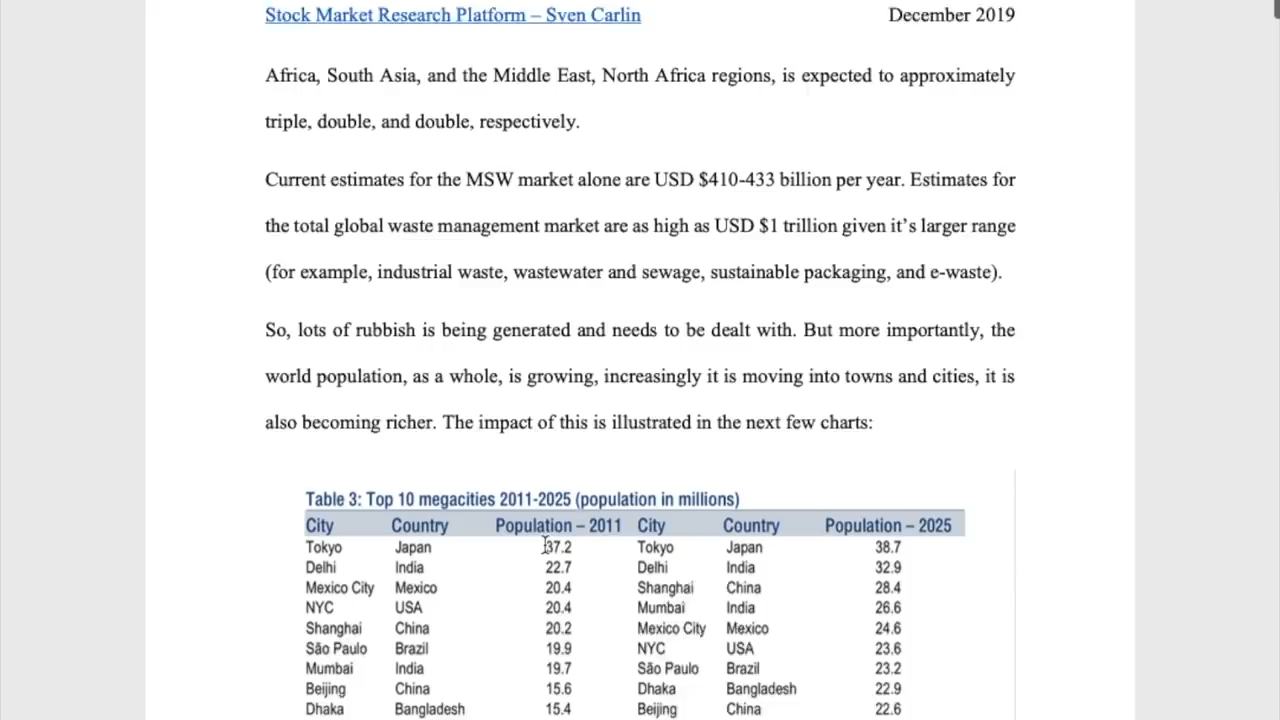 Stock Market Research Platform – Sven Carlin December 2019
Africa, South Asia, and the Middle East, North Africa regions, is expected to approximately
triple, double, and double, respectively.
Current estimates for the MSW market alone are USD $410-433 billion per year. Estimates for
the total global waste management market are as high as USD $1 trillion given it’s larger range
(for example, industrial waste, wastewater and sewage, sustainable packaging, and e-waste).
So, lots of rubbish is being generated and needs to be dealt with. But more importantly, the
world population, as a whole, is growing, increasingly it is moving into towns and cities, it is
also becoming richer. The impact of this is illustrated in the next few charts:
Table 3: Top 10 megacities 2011-2025 (population in millions)
City Country Population – 2011 City Country Population – 2025
Tokyo Japan 37.2 Tokyo Japan 38.7
Delhi India 22.7 Delhi India 32.9
Mexico City Mexico 20.4 Shanghai China 28.4
NYC USA 20.4 Mumbai India 26.6
Shanghai China 20.2 Mexico City Mexico 24.6
São Paulo Brazil 19.9 NYC USA 23.6
Mumbai India 19.7 São Paulo Brazil 23.2
Beijing China 15.6 Dhaka Bangladesh 22.9
Dhaka Bangladesh 15.4 Beijing China 22.6